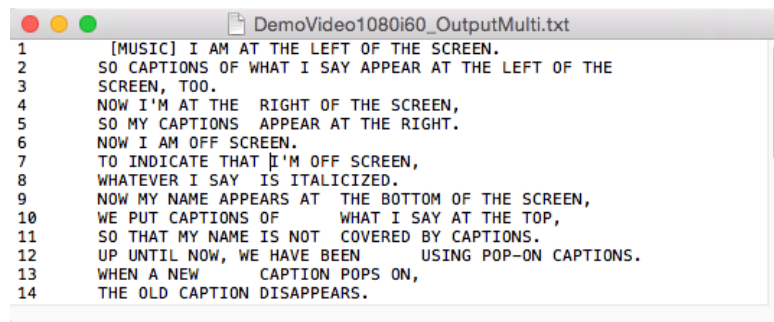 DemoVideo1080i60_OutputMulti.txt
1 [MUSIC] I AM AT THE LEFT OF THE SCREEN.
2 SO CAPTIONS OF WHAT I SAY APPEAR AT THE LEFT OF THE
3 SCREEN, TOO.
4 NOW I'M AT THE  RIGHT OF THE SCREEN,
5 SO MY CAPTIONS  APPEAR AT THE RIGHT.
6 NOW I AM OFF SCREEN.
7 TO INDICATE THAT I'M OFF SCREEN,
8 WHATEVER I SAY  IS ITALICIZED.
9 NOW MY NAME APPEARS AT  THE BOTTOM OF THE SCREEN,
10 WE PUT CAPTIONS OF      WHAT I SAY AT THE TOP,
11 SO THAT MY NAME IS NOT  COVERED BY CAPTIONS.
12 UP UNTIL NOW, WE HAVE BEEN      USING POP-ON CAPTIONS.
13 WHEN A NEW      CAPTION POPS ON,
14 THE OLD CAPTION DISAPPEARS.